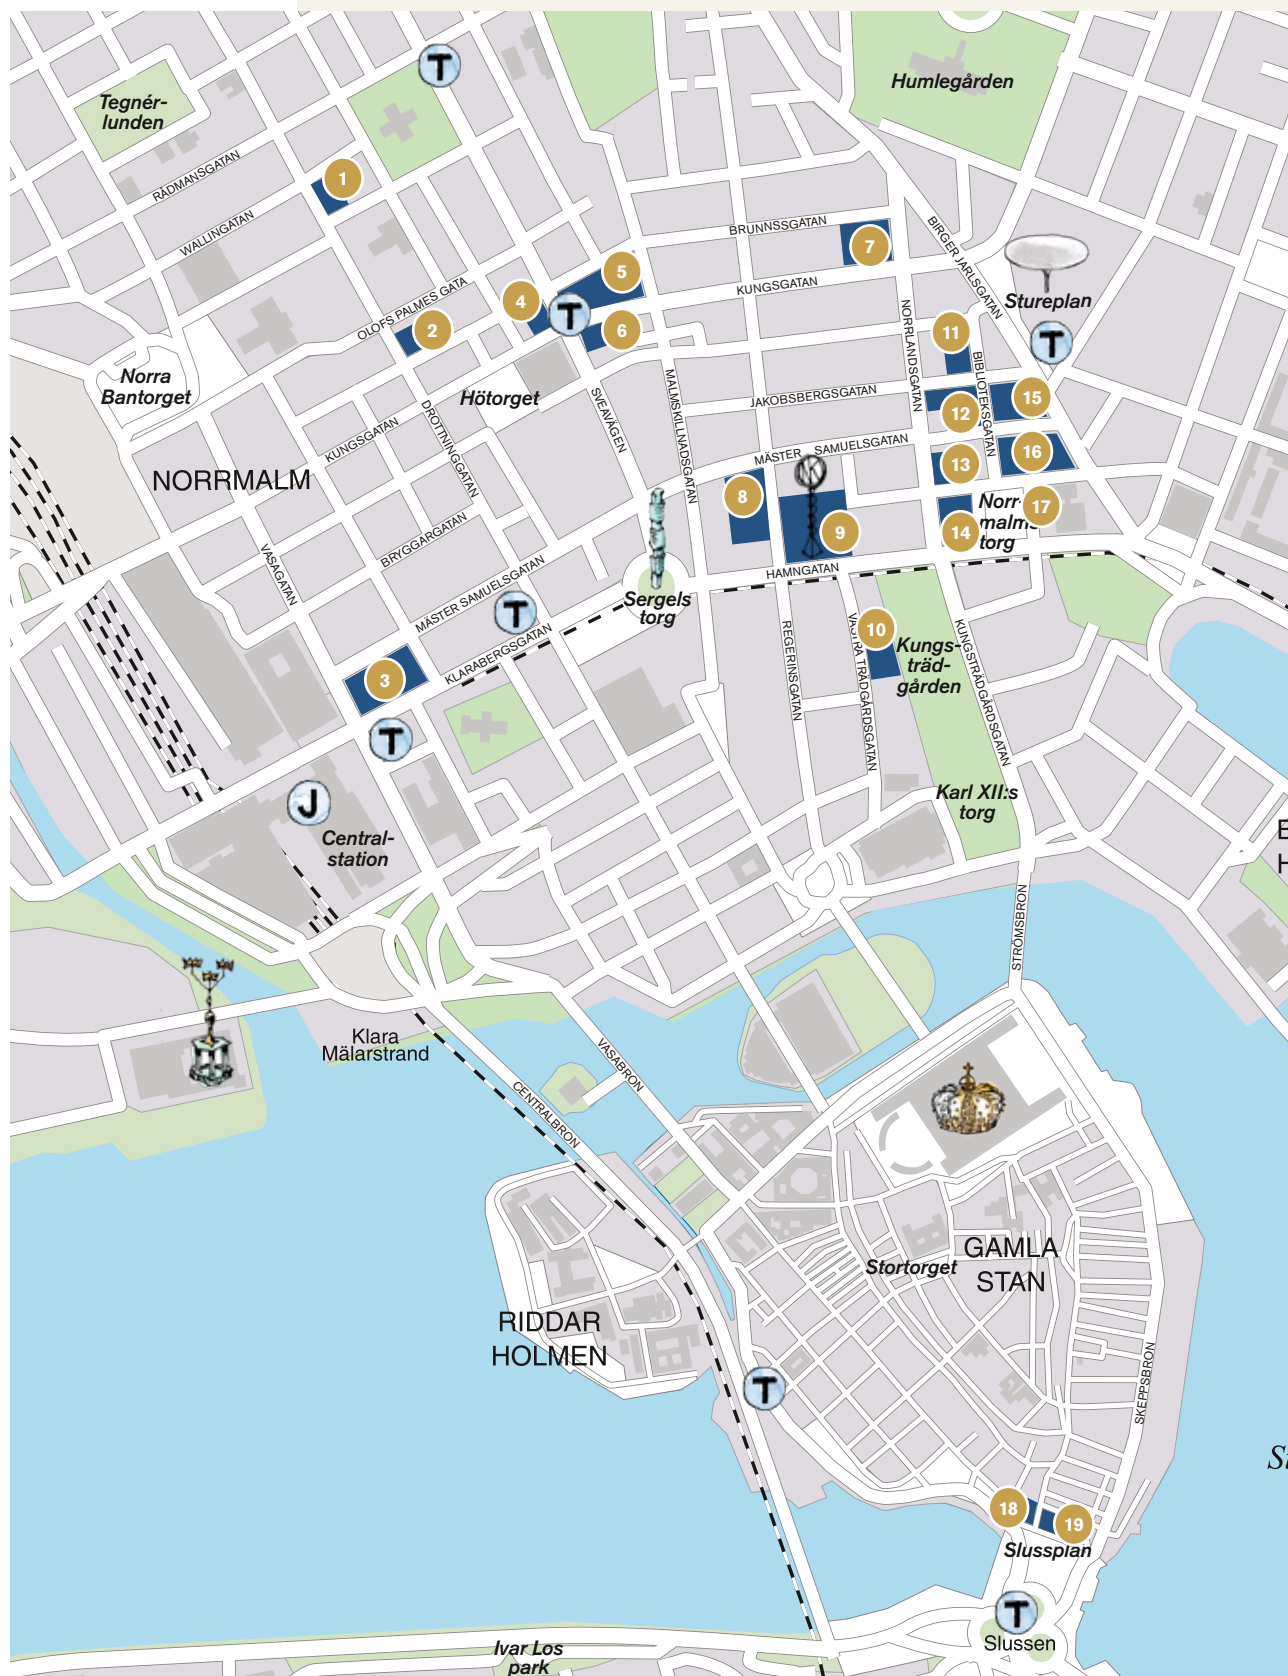 T
Humlegården
Tegnér-
lunden
RÅDMANSGATAN
1
WALLINGATAN
BRUNNSSGATAN
7
BIRGER JARLSGATAN
5
KUNGSGATAN
Stureplan
OLOFS PALMES GATA
4
T
2
6
NORRLANDSGATAN
11
T
Norra
Bantorget
Hötorget
SVEAVÄGEN
MALMSKILLNADSGATAN
JAKOBSBERGSGATAN
BIBLIOTEKSGATAN
15
12
KUNGSGATAN
DROTTNINGGATAN
MÄSTER SAMUELSGATAN
16
13
NORRMALM
NK
8
9
Norr-
malms
torg
17
14
VASAGATAN
BRYGGARGATAN
MÄSTER SAMUELSGATAN
HAMNGATAN
T
Sergels
torg
KLARABERGSGATAN
REGERINSGATAN
VÄSTRA TRÄDGÅRDSGATAN
10
Kungs-
träd-
gården
KUNGSTRÄDGÅRDSGATAN
3
T
J
Central-
station
Karl XII:s
torg
E
H
STRÖMSBRON
Klara
Mälarstrand
VASABRON
CENTRALBRON
GAMLA
STAN
Stortorget
RIDDAR
HOLMEN
SKEPPSBRON
T
18
19
Slussplan
T
Slussen
Ivar Los
park